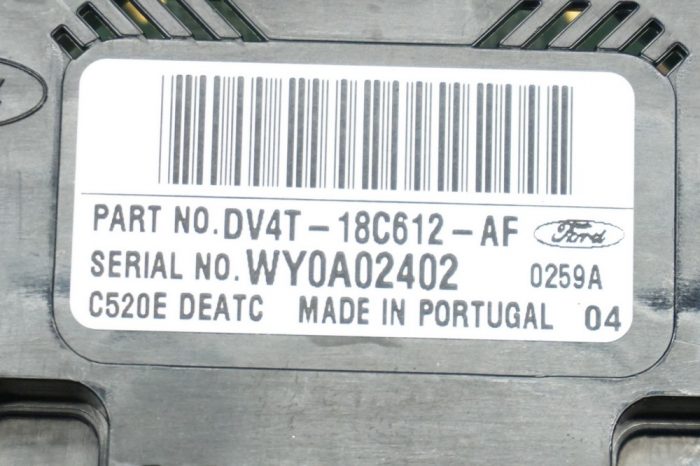 PART NO. DV4T-18C612-AF Ford
SERIAL NO. WY0A02402 0259A
C520E DEATC MADE IN PORTUGAL 04